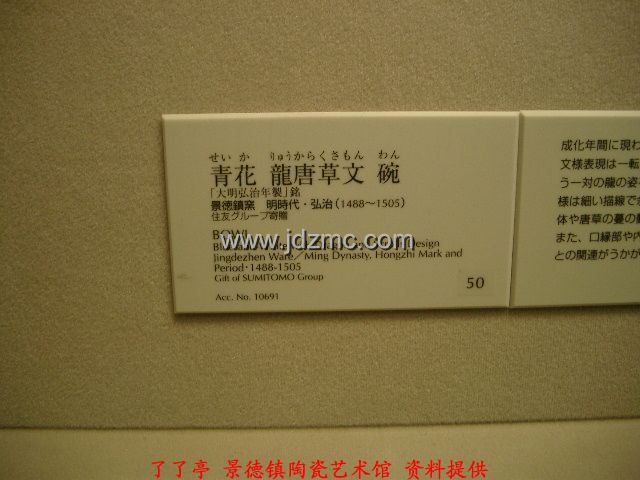 せいか りゅうからくさもん わん
青花 龍唐草文 碗
「大明弘治年製」銘
景徳鎮窯 明時代・弘治(1488〜1505)
住友グループ寄贈
BOWL
www.jdzmc.com
Design
Jingdezhen Ware／Ming Dynasty, Hongzhi Mark and
Period・1488-1505
Gift of SUMITOMO Group
Acc. No. 10691
50
成化年間に現わ
文様表現は一転
う一対の龍の姿
様は細い描線で
体や唐草の蔓の
また、口縁部や内
との関連がうかが
了了亭 景德镇陶瓷艺术馆 资料提供